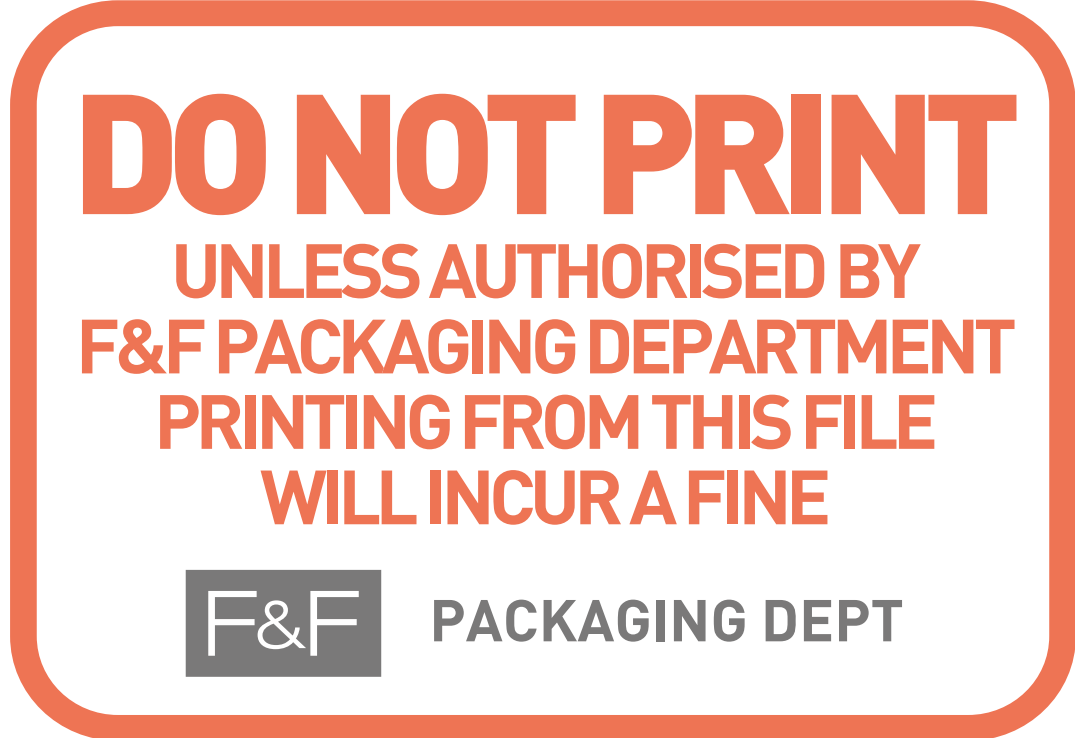 DO NOT PRINT
UNLESS AUTHORISED BY
F&F PACKAGING DEPARTMENT
PRINTING FROM THIS FILE
WILL INCUR A FINE
F&F PACKAGING DEPT